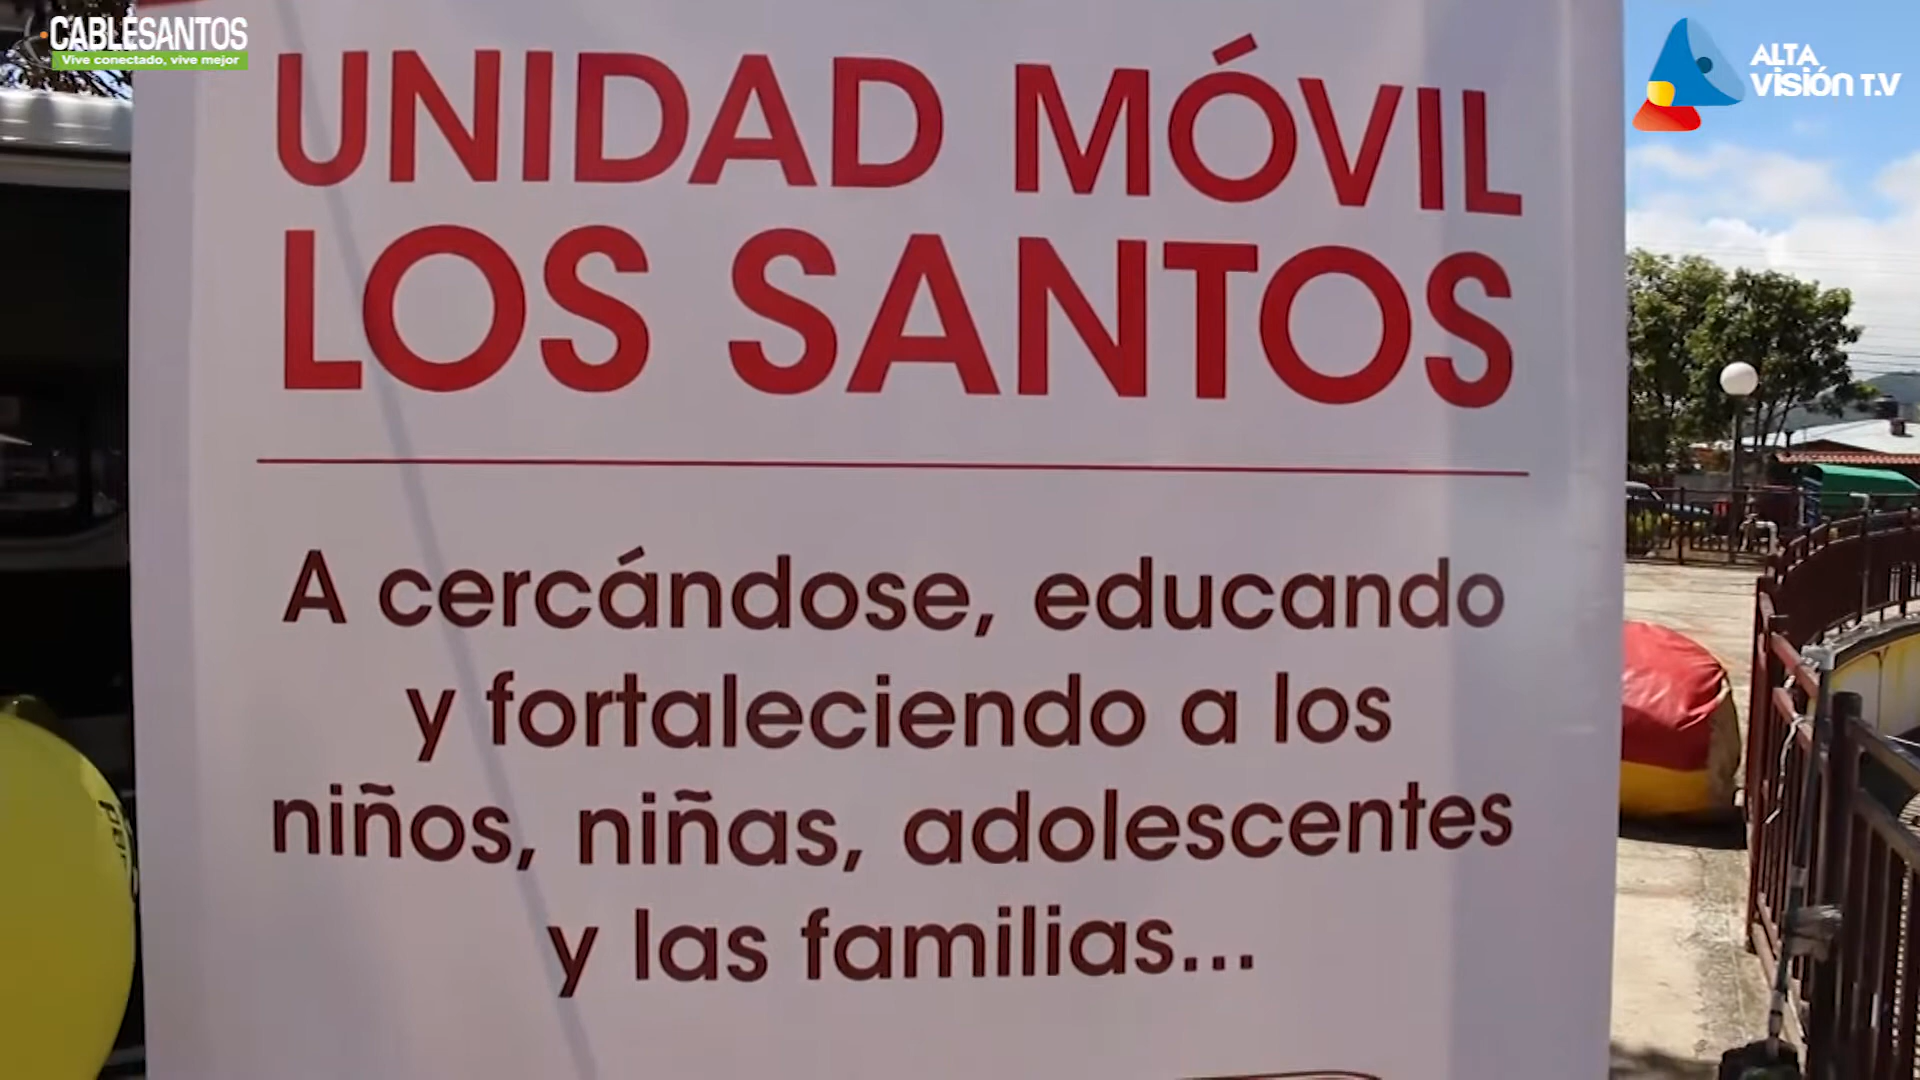 CABLESANTOS
Vive conectado, vive mejor
ALTA
visión T.V
UNIDAD MÓVIL
LOS SANTOS
A cercándose, educando
y fortaleciendo a los
niños, niñas, adolescentes
y las familias...